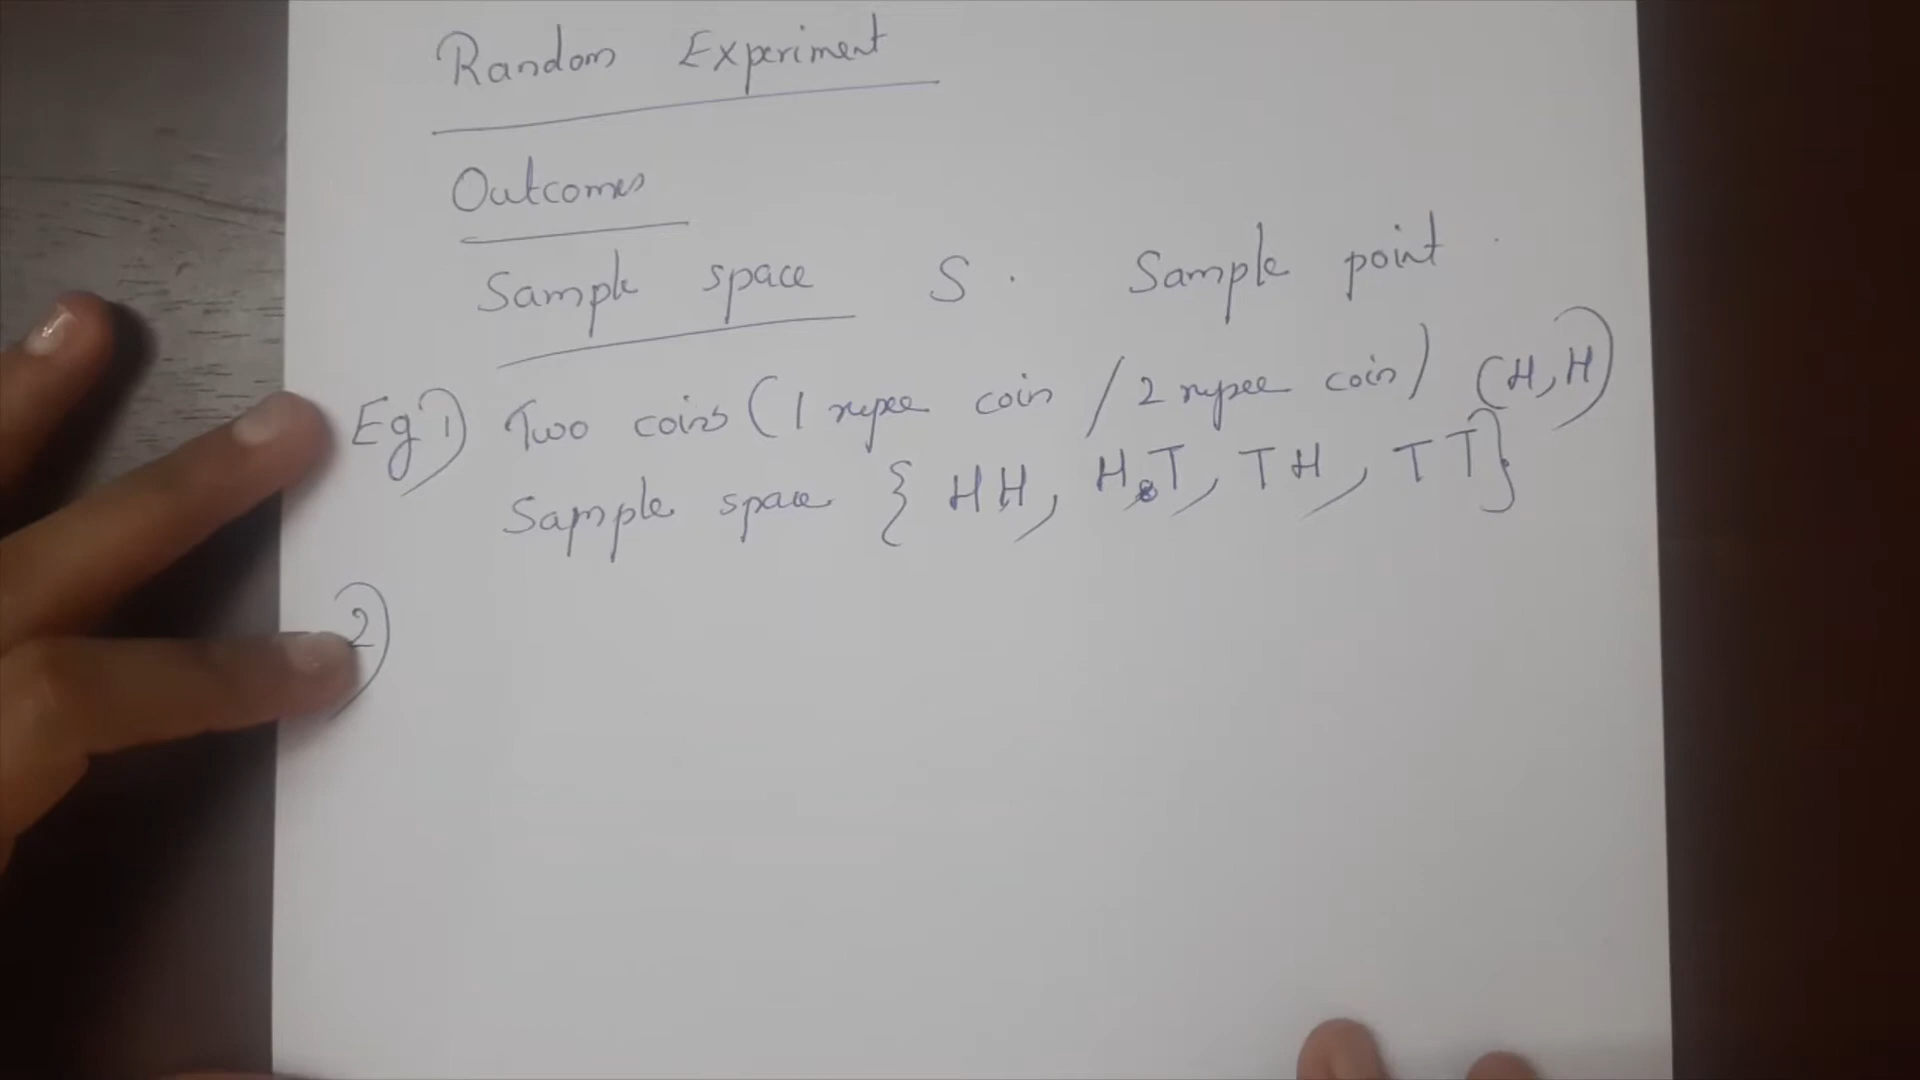 Random Experiment
Outcomes
Sample space S. Sample point.
Eg 1) Two coins (1 rupee coin / 2 rupee coin) (H,H)
Sample space { HH, H,T, TH, TT}
2)